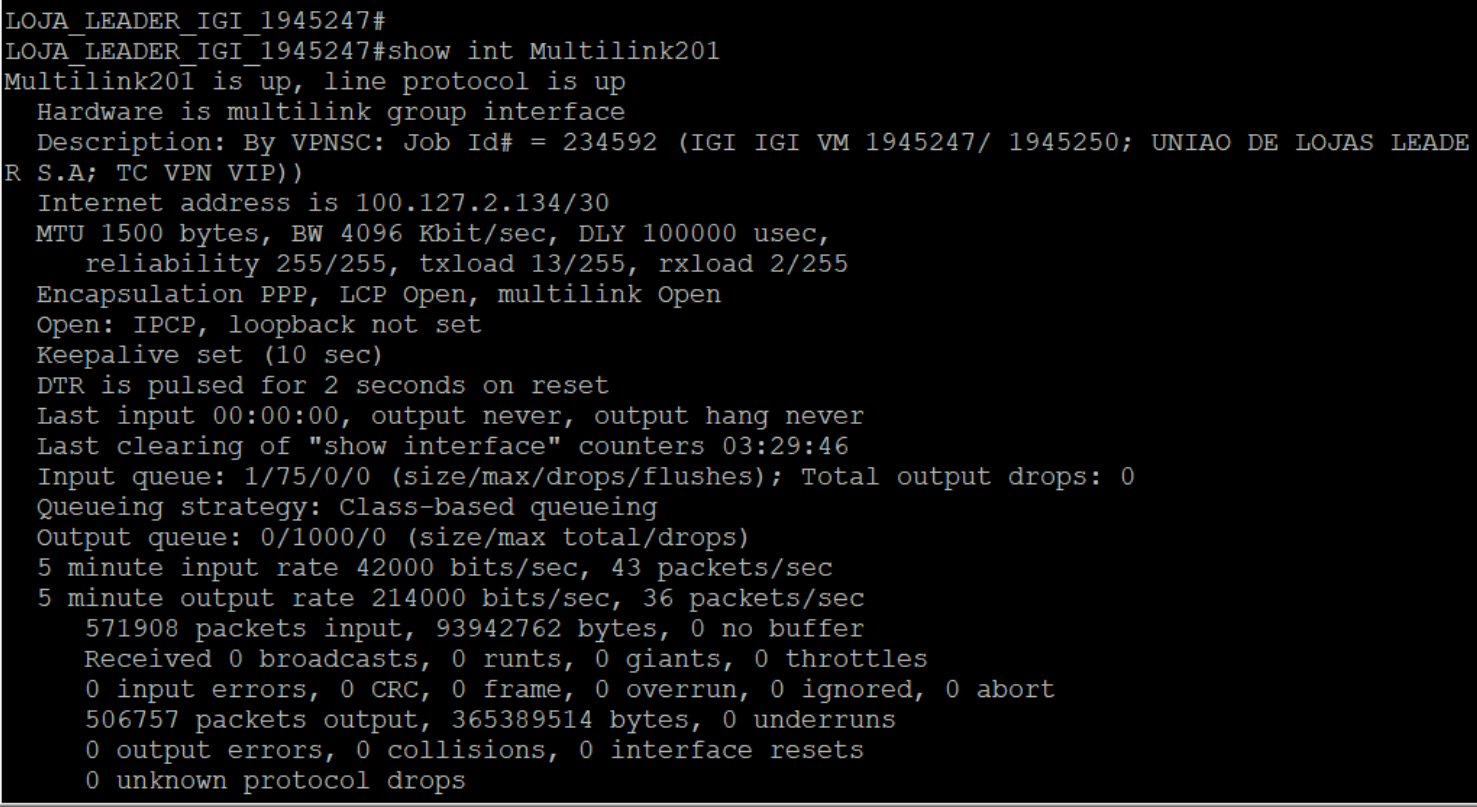 LOJA_LEADER_IGI_1945247#
LOJA_LEADER_IGI_1945247#show int Multilink201
Multilink201 is up, line protocol is up
  Hardware is multilink group interface
  Description: By VPNSC: Job Id# = 234592 (IGI IGI VM 1945247/ 1945250; UNIAO DE LOJAS LEADE
R S.A; TC VPN VIP))
  Internet address is 100.127.2.134/30
  MTU 1500 bytes, BW 4096 Kbit/sec, DLY 100000 usec,
     reliability 255/255, txload 13/255, rxload 2/255
  Encapsulation PPP, LCP Open, multilink Open
  Open: IPCP, loopback not set
  Keepalive set (10 sec)
  DTR is pulsed for 2 seconds on reset
  Last input 00:00:00, output never, output hang never
  Last clearing of "show interface" counters 03:29:46
  Input queue: 1/75/0/0 (size/max/drops/flushes); Total output drops: 0
  Queueing strategy: Class-based queueing
  Output queue: 0/1000/0 (size/max total/drops)
  5 minute input rate 42000 bits/sec, 43 packets/sec
  5 minute output rate 214000 bits/sec, 36 packets/sec
     571908 packets input, 93942762 bytes, 0 no buffer
     Received 0 broadcasts, 0 runts, 0 giants, 0 throttles
     0 input errors, 0 CRC, 0 frame, 0 overrun, 0 ignored, 0 abort
     506757 packets output, 365389514 bytes, 0 underruns
     0 output errors, 0 collisions, 0 interface resets
     0 unknown protocol drops